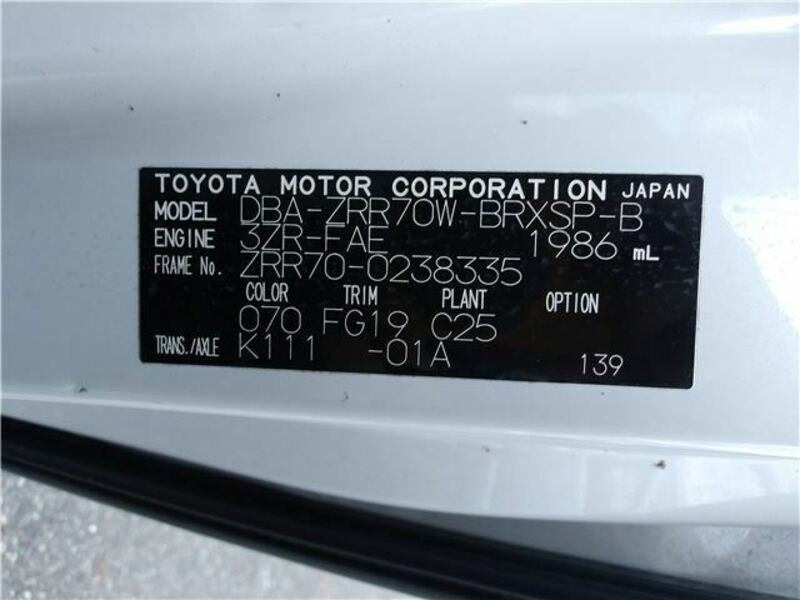 TOYOTA MOTOR CORPORATION JAPAN
MODEL DBA-ZRR70W-BRXSP-B
ENGINE 3ZR-FAE 1986 mL
FRAME No. ZRR70-0238335
COLOR TRIM PLANT OPTION
070 FG19 C25
TRANS./AXLE K111 -01A 139